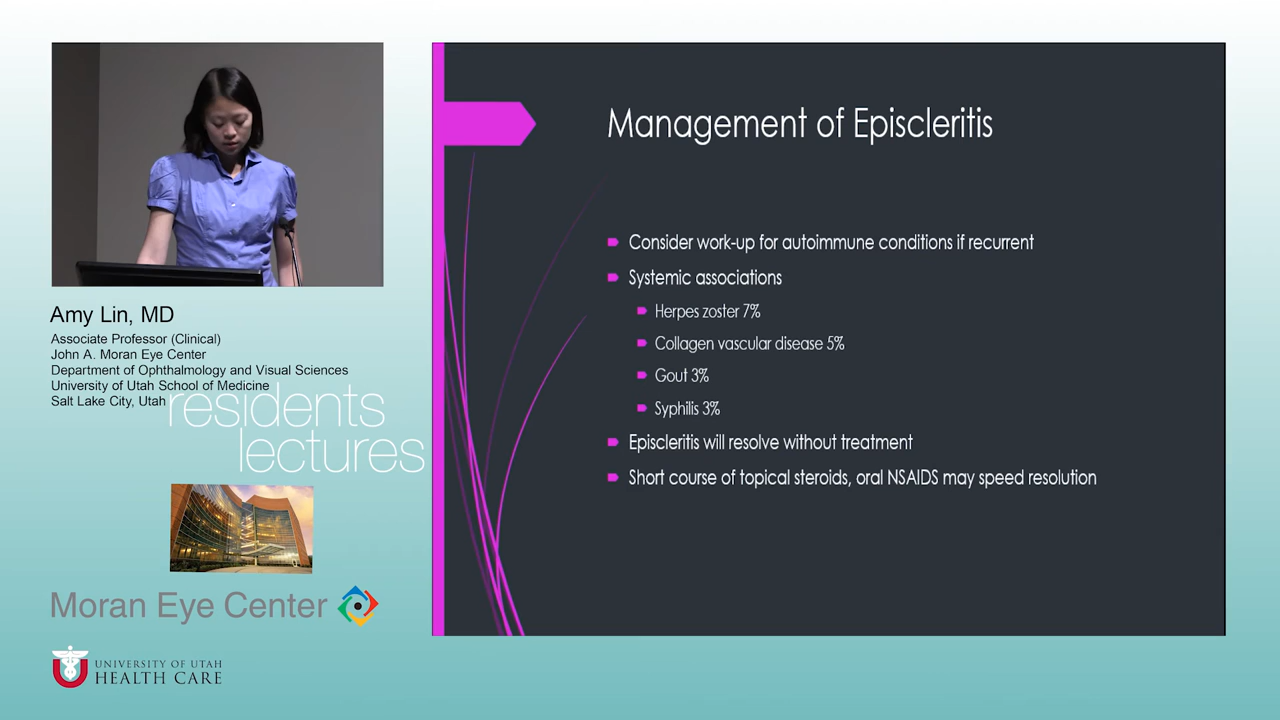 Amy Lin, MD
Associate Professor (Clinical)
John A. Moran Eye Center
Department of Ophthalmology and Visual Sciences
University of Utah School of Medicine
Salt Lake City, Utah
residents
lectures
Moran Eye Center
UNIVERSITY OF UTAH
HEALTH CARE
Management of Episcleritis
Consider work-up for autoimmune conditions if recurrent
Systemic associations
Herpes zoster 7%
Collagen vascular disease 5%
Gout 3%
Syphilis 3%
Episcleritis will resolve without treatment
Short course of topical steroids, oral NSAIDS may speed resolution